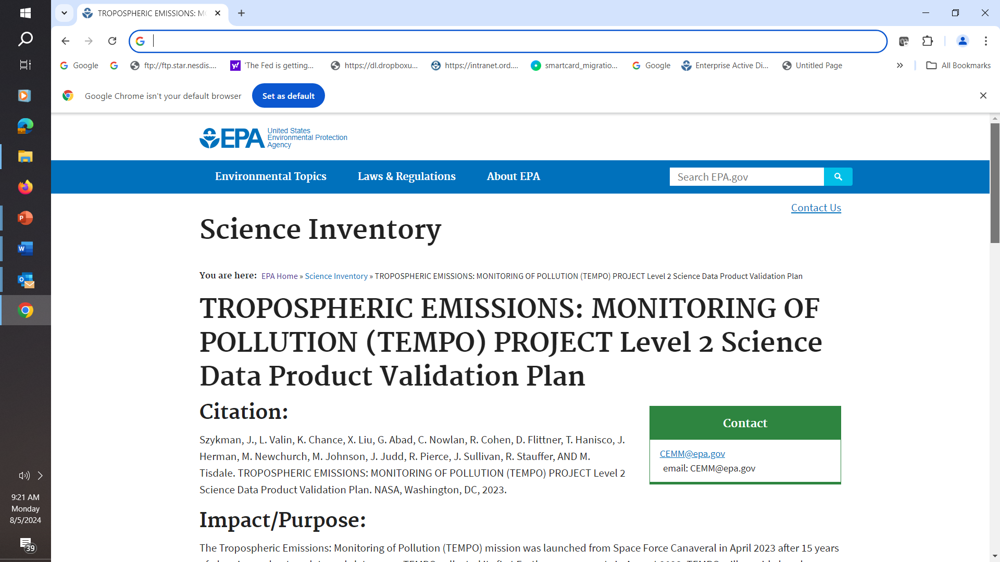 TROPOSPHERIC EMISSIONS: M
Google
ftp://ftp.star.nesdis....
'The Fed is getting...
https://dl.dropboxu...
https://intranet.ord....
smartcard_migratio...
Google
Enterprise Active Di...
Untitled Page
All Bookmarks
Google Chrome isn't your default browser
Set as default
EPA
United States
Environmental Protection
Agency
Environmental Topics
Laws & Regulations
About EPA
Search EPA.gov
Contact Us
Science Inventory
You are here: EPA Home » Science Inventory » TROPOSPHERIC EMISSIONS: MONITORING OF POLLUTION (TEMPO) PROJECT Level 2 Science Data Product Validation Plan
TROPOSPHERIC EMISSIONS: MONITORING OF
POLLUTION (TEMPO) PROJECT Level 2 Science
Data Product Validation Plan
Citation:
Szykman, J., L. Valin, K. Chance, X. Liu, G. Abad, C. Nowlan, R. Cohen, D. Flittner, T. Hanisco, J.
Herman, M. Newchurch, M. Johnson, J. Judd, R. Pierce, J. Sullivan, R. Stauffer, AND M.
Tisdale. TROPOSPHERIC EMISSIONS: MONITORING OF POLLUTION (TEMPO) PROJECT Level 2
Science Data Product Validation Plan. NASA, Washington, DC, 2023.
Contact
CEMM@epa.gov
email: CEMM@epa.gov
Impact/Purpose:
The Tropospheric Emissions: Monitoring of Pollution (TEMPO) mission was launched from Space Force Canaveral in April 2023 after 15 years
9:21 AM
Monday
8/5/2024
39